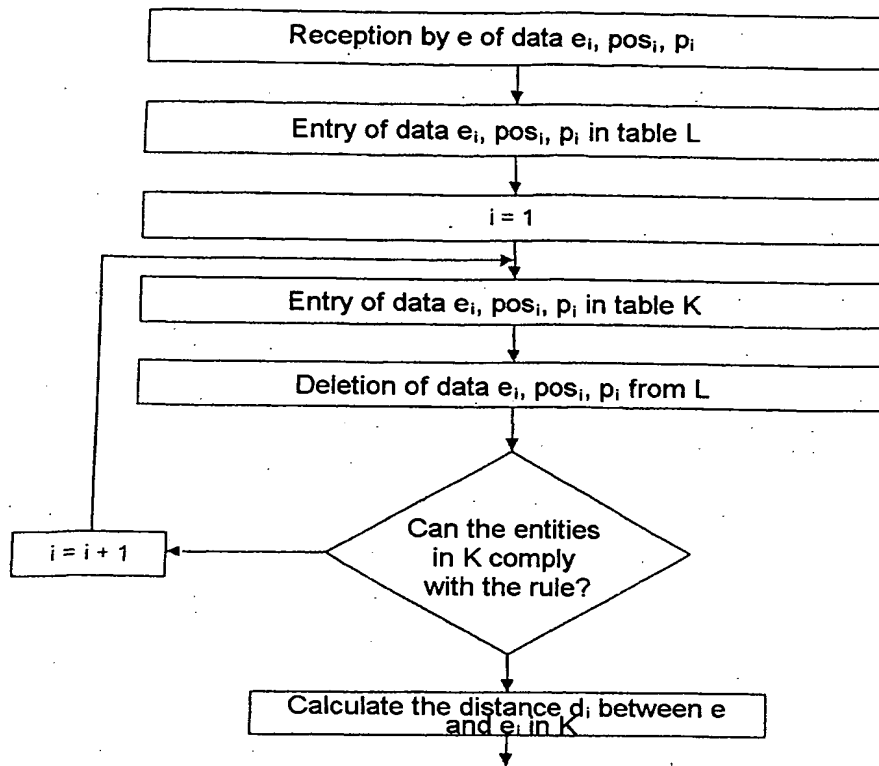 Reception by e of data eᵢ, posᵢ, pᵢ
Entry of data eᵢ, posᵢ, pᵢ in table L
i = 1
Entry of data eᵢ, posᵢ, pᵢ in table K
Deletion of data eᵢ, posᵢ, pᵢ from L
Can the entities
in K comply
with the rule?
i = i + 1
Calculate the distance dᵢ between e
and eᵢ in K